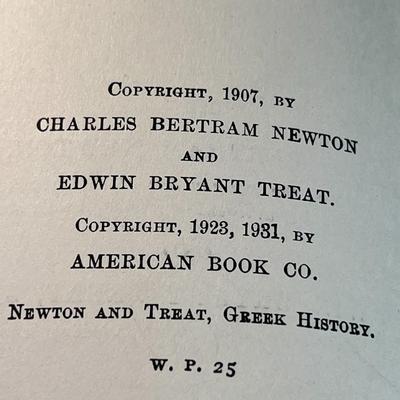 Copyright, 1907, by
CHARLES BERTRAM NEWTON
AND
EDWIN BRYANT TREAT.
Copyright, 1923, 1931, by
AMERICAN BOOK CO.
Newton and Treat, Greek History.
W. P. 25